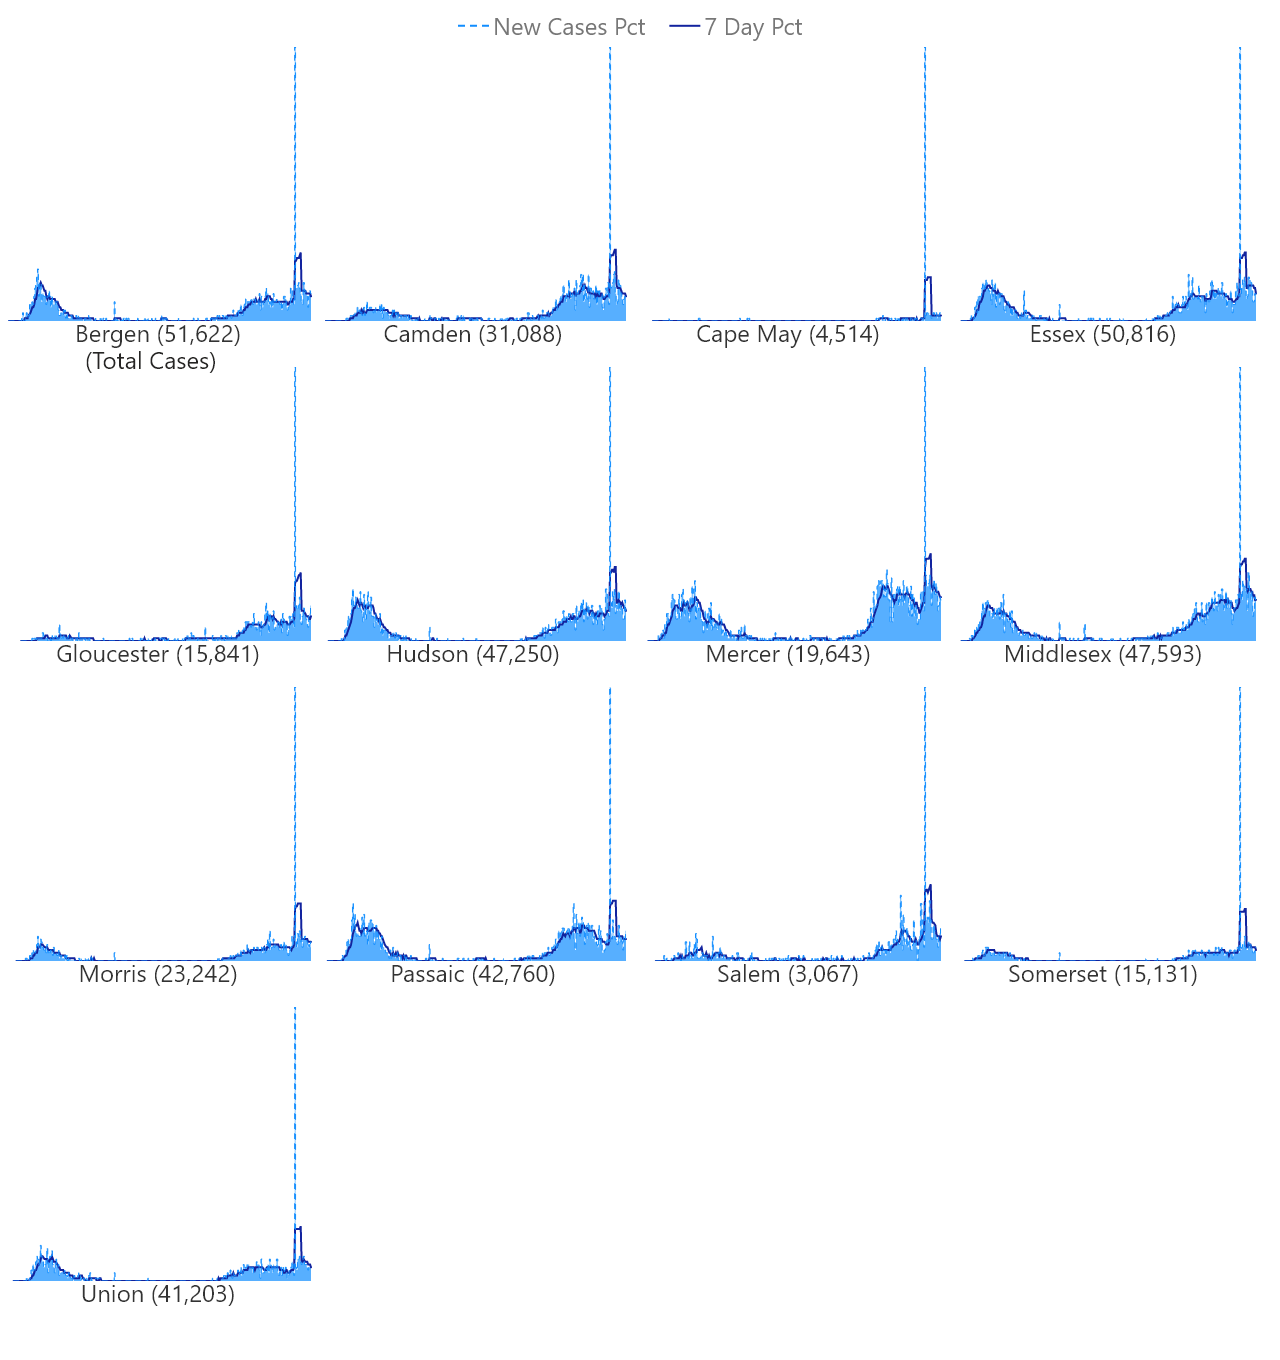 New Cases Pct 7 Day Pct
Bergen (51,622)
(Total Cases)
Camden (31,088)
Cape May (4,514)
Essex (50,816)
Gloucester (15,841)
Hudson (47,250)
Mercer (19,643)
Middlesex (47,593)
Morris (23,242)
Passaic (42,760)
Salem (3,067)
Somerset (15,131)
Union (41,203)